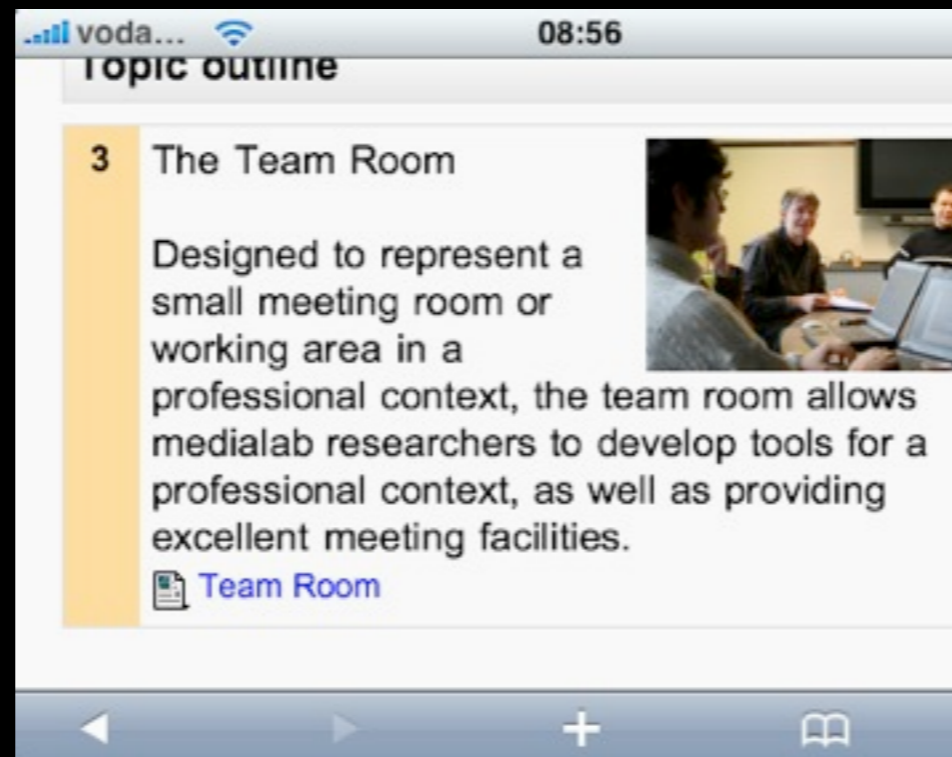 voda... 08:56
Topic outline
3 The Team Room
Designed to represent a
small meeting room or
working area in a
professional context, the team room allows
medialab researchers to develop tools for a
professional context, as well as providing
excellent meeting facilities.
Team Room